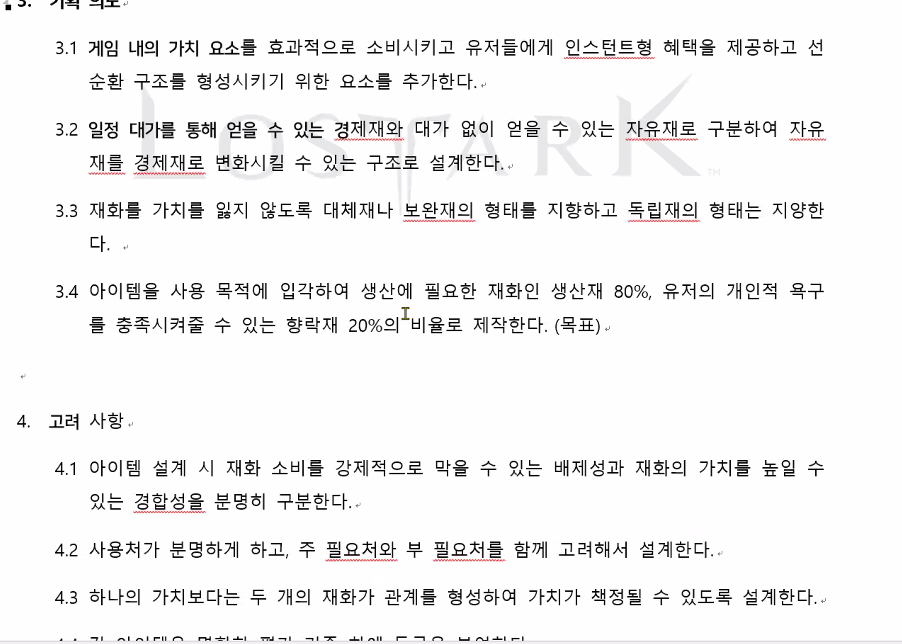 3. 기획 의도
3.1 게임 내의 가치 요소를 효과적으로 소비시키고 유저들에게 인스턴트형 혜택을 제공하고 선
순환 구조를 형성시키기 위한 요소를 추가한다.
3.2 일정 대가를 통해 얻을 수 있는 경제재와 대가 없이 얻을 수 있는 자유재로 구분하여 자유
재를 경제재로 변화시킬 수 있는 구조로 설계한다.
LOST ARK TM
3.3 재화를 가치를 잃지 않도록 대체재나 보완재의 형태를 지향하고 독립재의 형태는 지양한
다.
3.4 아이템을 사용 목적에 입각하여 생산에 필요한 재화인 생산재 80%, 유저의 개인적 욕구
를 충족시켜줄 수 있는 향락재 20%의 비율로 제작한다. (목표)
4. 고려 사항
4.1 아이템 설계 시 재화 소비를 강제적으로 막을 수 있는 배제성과 재화의 가치를 높일 수
있는 경합성을 분명히 구분한다.
4.2 사용처가 분명하게 하고, 주 필요처와 부 필요처를 함께 고려해서 설계한다.
4.3 하나의 가치보다는 두 개의 재화가 관계를 형성하여 가치가 책정될 수 있도록 설계한다.